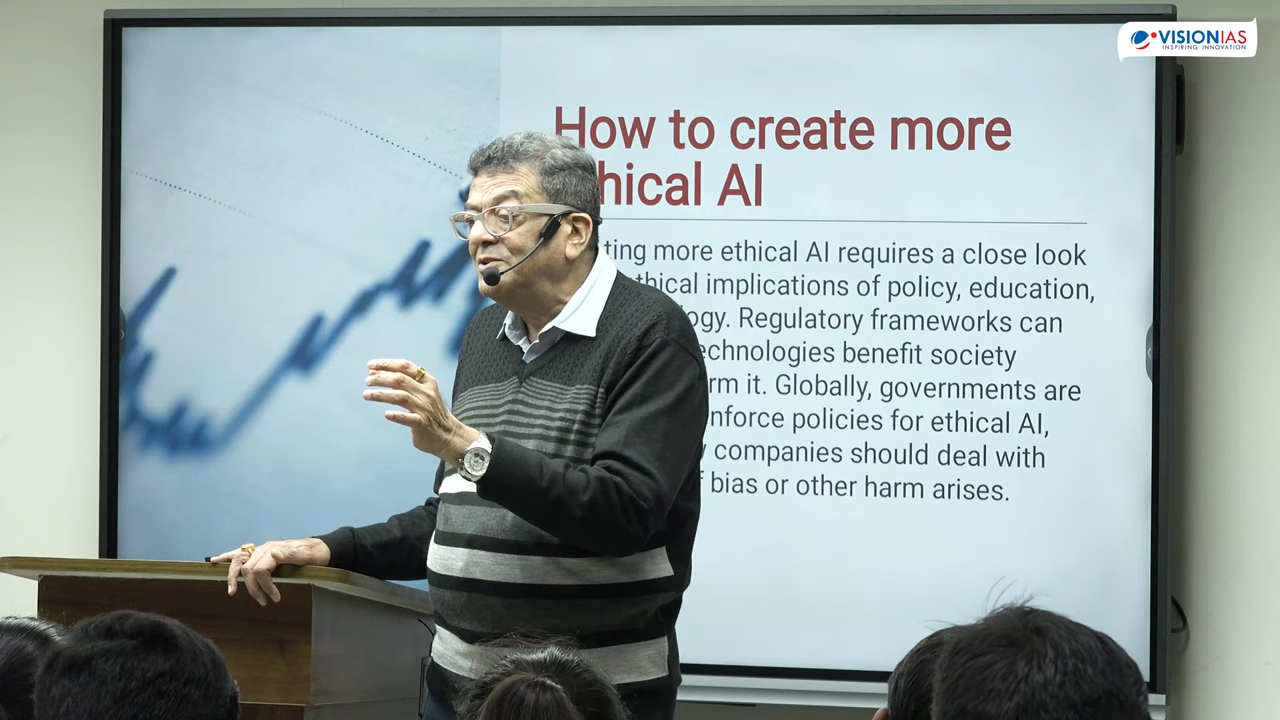 VISIONIAS
INSPIRING INNOVATION
How to create more
hical AI
ting more ethical AI requires a close look
thical implications of policy, education,
ogy. Regulatory frameworks can
echnologies benefit society
rm it. Globally, governments are
nforce policies for ethical AI,
companies should deal with
bias or other harm arises.